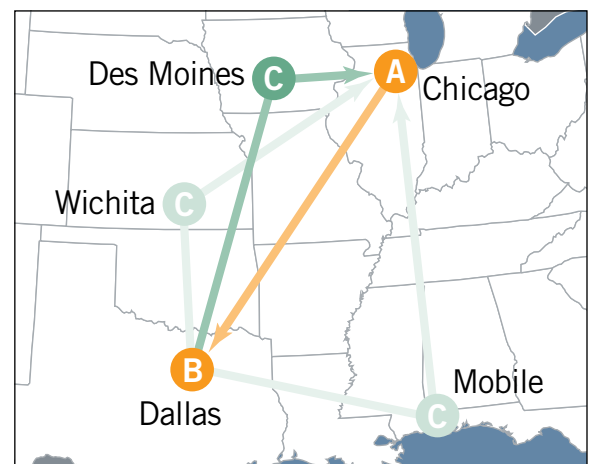 Des Moines
C
A
Chicago
Wichita
C
B
Dallas
Mobile
C